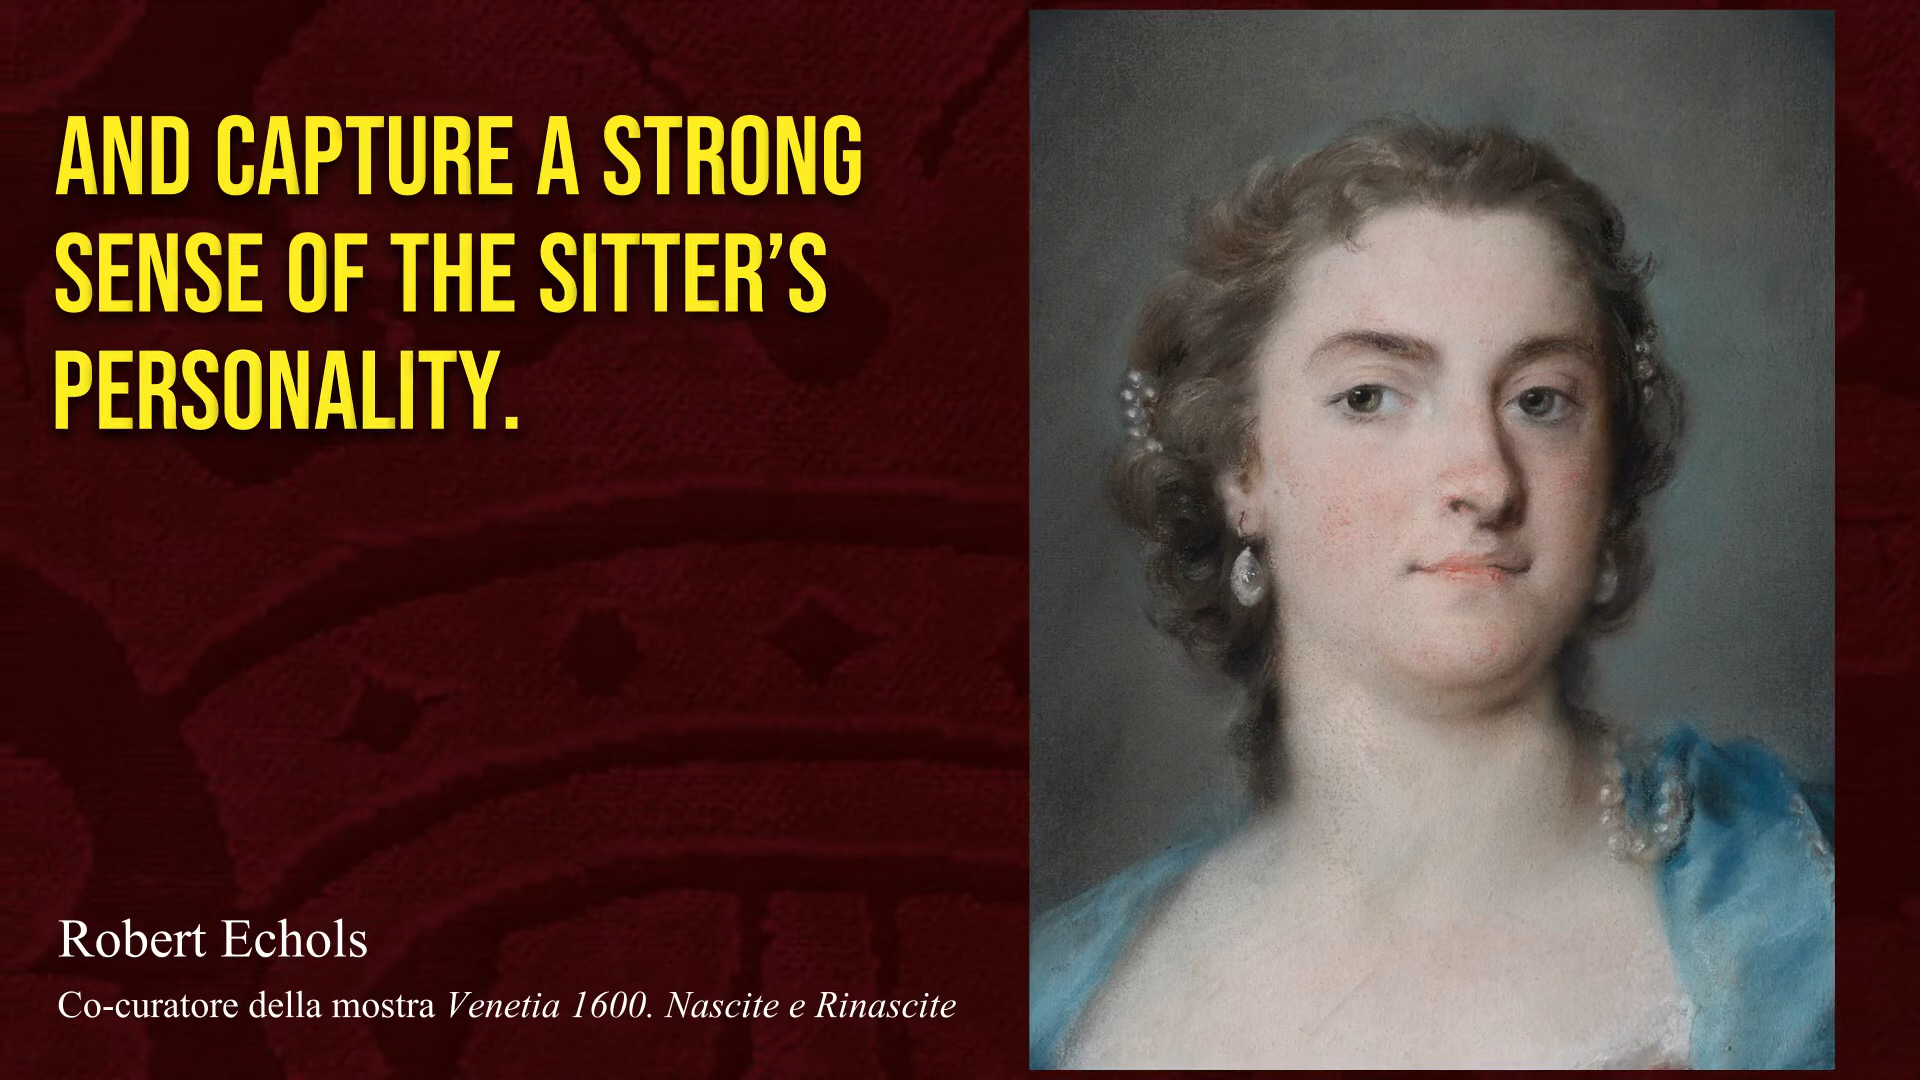 AND CAPTURE A STRONG
SENSE OF THE SITTER’S
PERSONALITY.
Robert Echols
Co-curatore della mostra Venetia 1600. Nascite e Rinascite